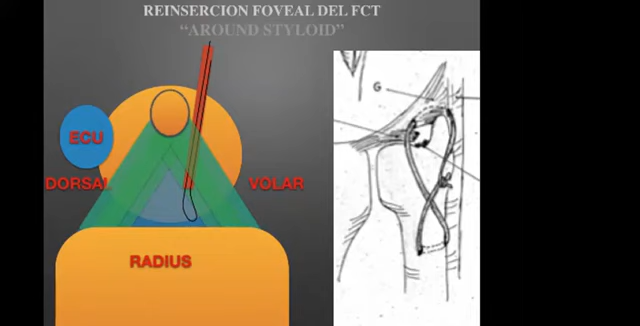 REINSERCION FOVEAL DEL FCT
“AROUND STYLOID”
G
ECU
DORSAL
VOLAR
RADIUS